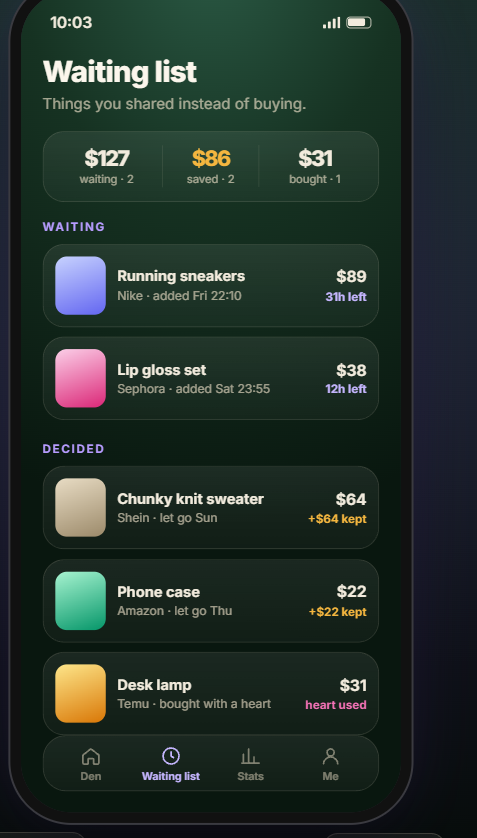 10:03
Waiting list
Things you shared instead of buying.
$127 $86 $31
waiting · 2 saved · 2 bought · 1
WAITING
Running sneakers $89
Nike · added Fri 22:10 31h left
Lip gloss set $38
Sephora · added Sat 23:55 12h left
DECIDED
Chunky knit sweater $64
Shein · let go Sun +$64 kept
Phone case $22
Amazon · let go Thu +$22 kept
Desk lamp $31
Temu · bought with a heart heart used
Den Waiting list Stats Me